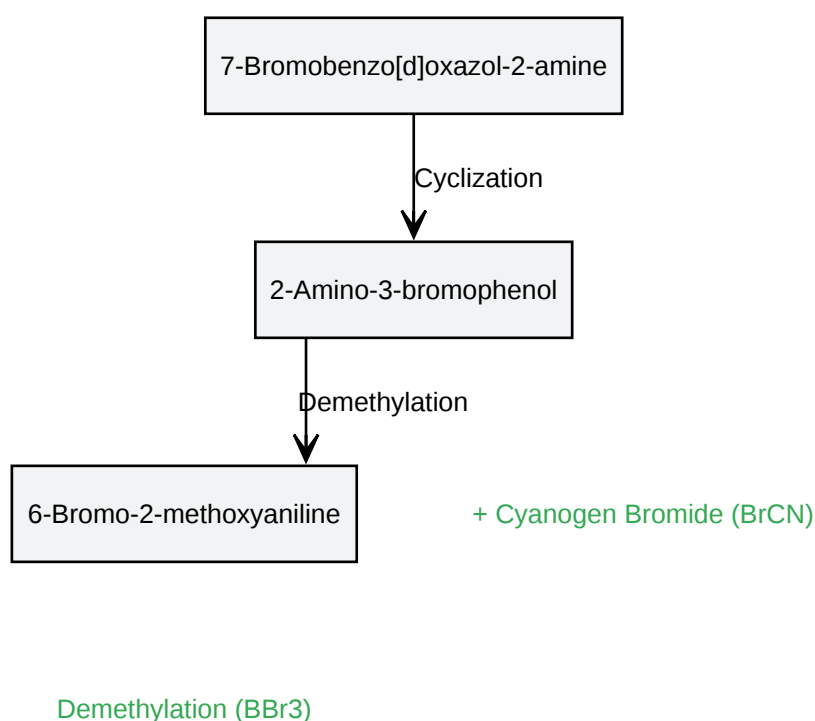 7-Bromobenzo[d]oxazol-2-amine
Cyclization
2-Amino-3-bromophenol
Demethylation
6-Bromo-2-methoxyaniline
+ Cyanogen Bromide (BrCN)
Demethylation (BBr3)